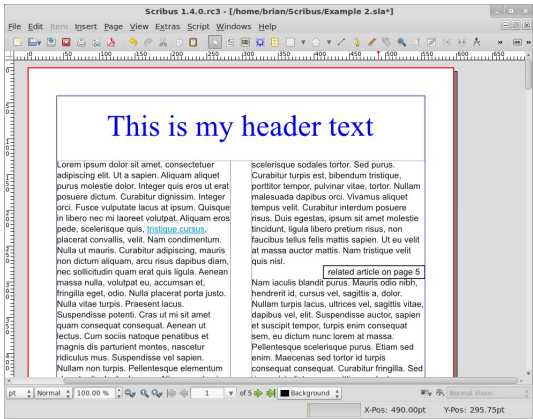 Scribus 1.4.0.rc3 - [/home/brian/Scribus/Example 2.sla*]
File Edit Item Insert Page View Extras Script Windows Help
0 50 100 150 200 250 300 350 400 450 500 550 600 650
This is my header text
Lorem ipsum dolor sit amet, consectetuer
adipiscing elit. Ut a sapien. Aliquam aliquet
purus molestie dolor. Integer quis eros ut erat
posuere dictum. Curabitur dignissim. Integer
orci. Fusce vulputate lacus at ipsum. Quisque
in libero nec mi laoreet volutpat. Aliquam eros
pede, scelerisque quis, tristique cursus,
placerat convallis, velit. Nam condimentum.
Nulla ut mauris. Curabitur adipiscing, mauris
non dictum aliquam, arcu risus dapibus diam,
nec sollicitudin quam erat quis ligula. Aenean
massa nulla, volutpat eu, accumsan et,
fringilla eget, odio. Nulla placerat porta justo.
Nulla vitae turpis. Praesent lacus.
Suspendisse potenti. Cras ut mi sit amet
quam consequat consequat. Aenean ut
lectus. Cum sociis natoque penatibus et
magnis dis parturient montes, nascetur
ridiculus mus. Suspendisse vel sapien.
Nullam non turpis. Pellentesque elementum
scelerisque sodales tortor. Sed purus.
Curabitur turpis est, bibendum tristique,
porttitor tempor, pulvinar vitae, tortor. Nullam
malesuada dapibus orci. Vivamus aliquet
tempus velit. Curabitur interdum posuere
risus. Duis egestas, ipsum sit amet molestie
tincidunt, ligula libero pretium risus, non
faucibus tellus felis mattis sapien. Ut eu velit
at massa auctor mattis. Nam tristique velit
quis nisl.
related article on page 5
Nam iaculis blandit purus. Mauris odio nibh,
hendrerit id, cursus vel, sagittis a, dolor.
Nullam turpis lacus, ultrices vel, sagittis vitae,
dapibus vel, elit. Suspendisse auctor, sapien
et suscipit tempor, turpis enim consequat
sem, eu dictum nunc lorem at massa.
Pellentesque scelerisque purus. Etiam sed
enim. Maecenas sed tortor id turpis
consequat consequat. Curabitur fringilla. Sed
pt Normal 100.00 % 1 of 5 Background Normal Vision
X-Pos: 490.00pt Y-Pos: 295.75pt